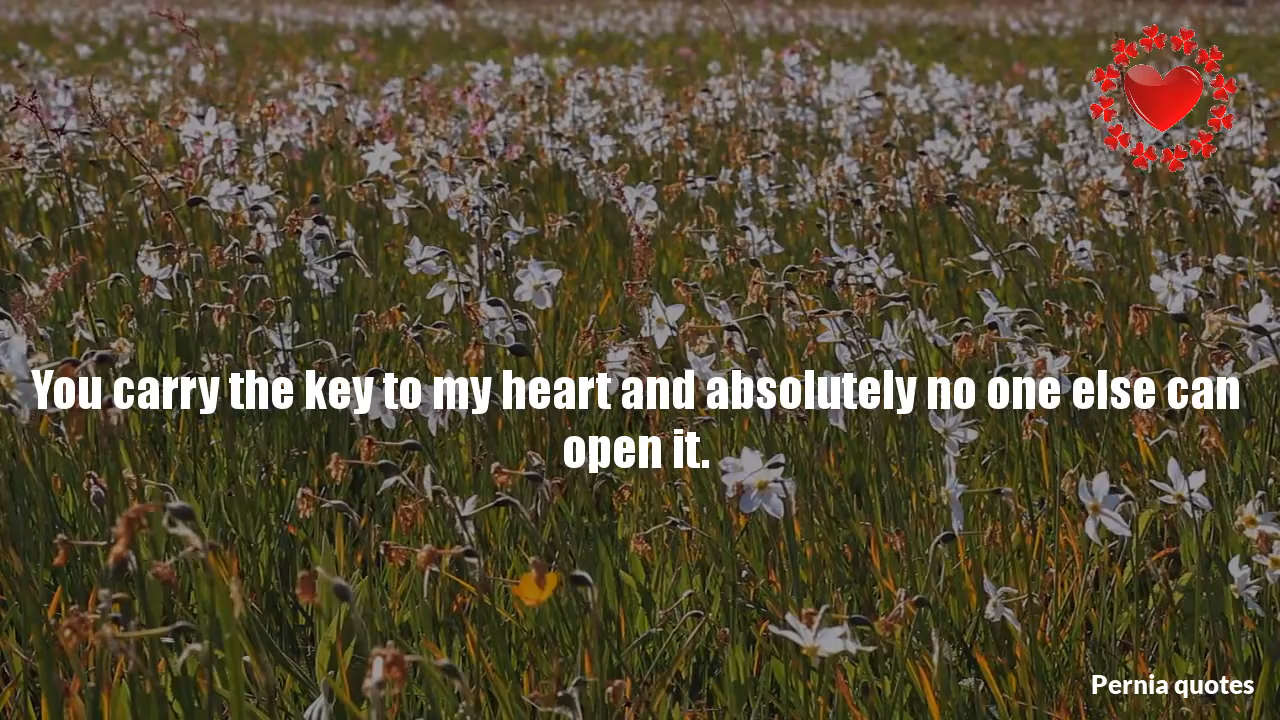 You carry the key to my heart and absolutely no one else can
open it.
Pernia quotes